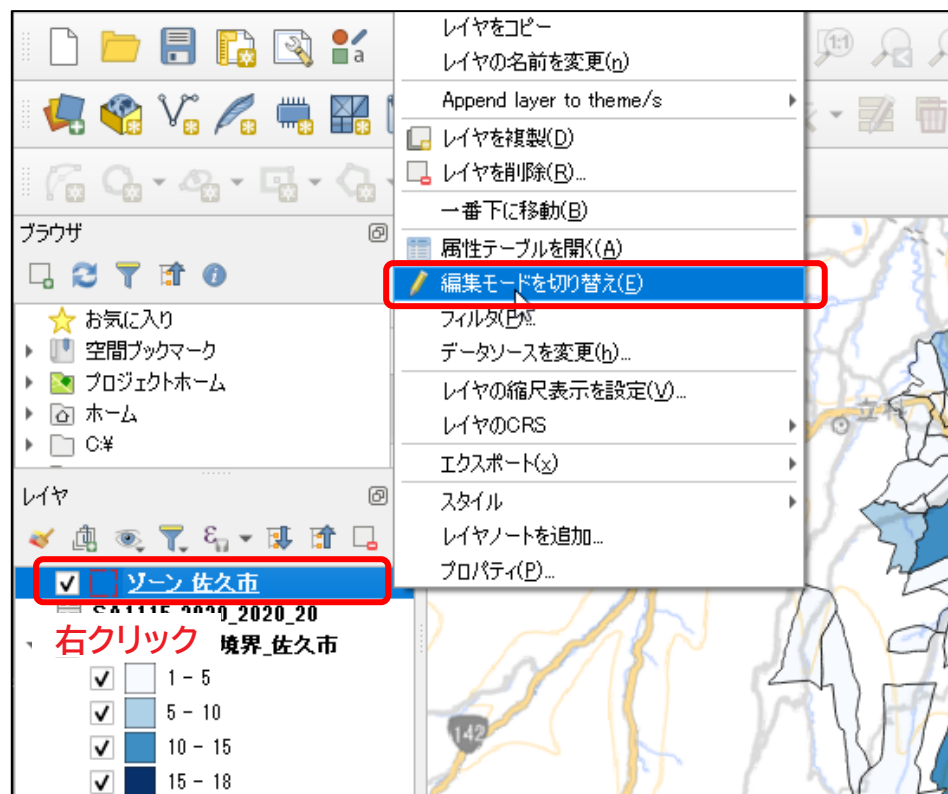 レイヤをコピー
レイヤの名前を変更(n)
Append layer to theme/s
レイヤを複製(D)
レイヤを削除(R)...
一番下に移動(B)
属性テーブルを開く(A)
編集モードを切り替え(E)
フィルタ(F)...
データソースを変更(h)...
レイヤの縮尺表示を設定(V)...
レイヤのCRS
エクスポート(x)
スタイル
レイヤノートを追加...
プロパティ(P)...
1:1
a
ブラウザ
お気に入り
空間ブックマーク
プロジェクトホーム
ホーム
C:¥
レイヤ
ε
ゾーン 佐久市
SA1115_2020_2020_20
右クリック
境界_佐久市
1 - 5
5 - 10
10 - 15
15 - 18
立科
142